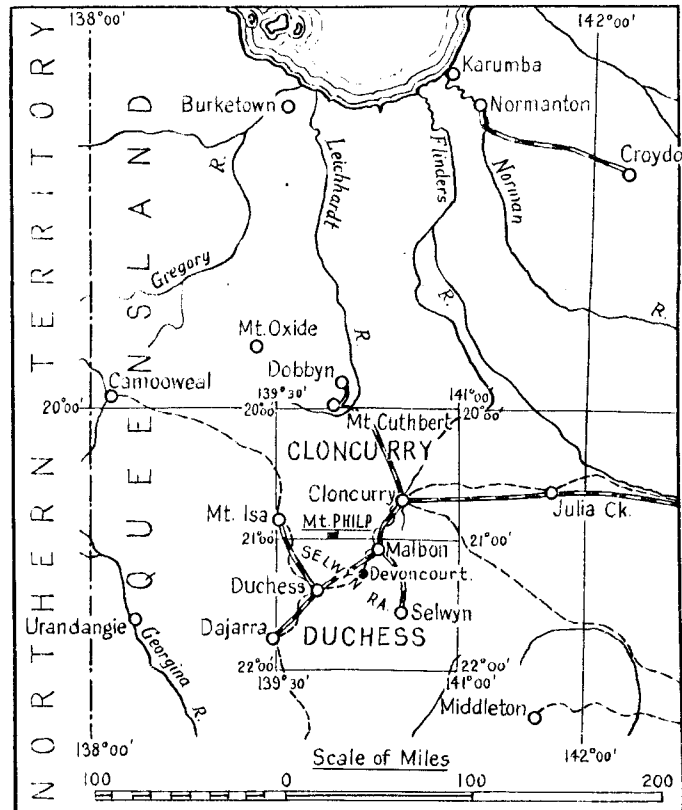 138°00'
142°00'
Karumba
Burketown
Normanton
Croydo
NORTHERN TERRITORY
QUEENSLAND
R.
Leichhardt
Flinders
Norman
Gregory
R.
R.
Mt. Oxide
R.
Dobbyn
Camooweal
139°30'
141°00'
20°00'
20°00'
20°00'
Mt. Cuthbert
CLONCURRY
Cloncurry
Julia Ck.
Mt. Isa
Mt. PHILP
21°00'
21°00'
Malbon
SELWYN RA.
Devoncourt.
Duchess
Selwyn
Urandangie
Dajarra
DUCHESS
Georgina R.
22°00'
22°00'
139°30'
141°00'
Middleton
138°00'
142°00'
Scale of Miles
100 0 100 200